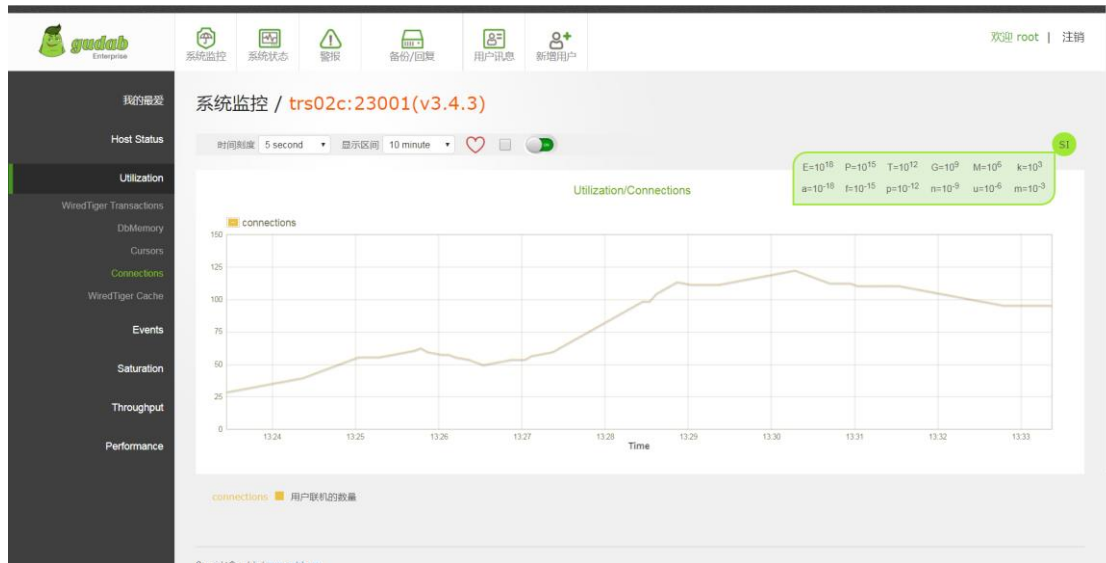 gudab
Enterprise
系统监控 系统状态 警报 备份/回复 用户讯息 新增用户
欢迎 root | 注销
我的最爱
Host Status
Utilization
WiredTiger Transactions
DbMemory
Cursors
Connections
WiredTiger Cache
Events
Saturation
Throughput
Performance
系统监控 / trs02c:23001(v3.4.3)
时间刻度 5 second 显示区间 10 minute
SI
E=10^18 P=10^15 T=10^12 G=10^9 M=10^6 k=10^3
a=10^-18 f=10^-15 p=10^-12 n=10^-9 u=10^-6 m=10^-3
Utilization/Connections
connections
150
125
100
75
50
25
0
13:24 13:25 13:26 13:27 13:28 13:29 13:30 13:31 13:32 13:33
Time
connections 用户联机的数量